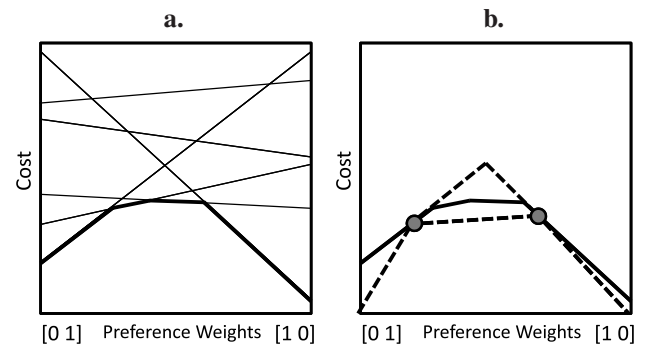 a.
b.
Cost
Cost
[0 1] Preference Weights [1 0]
[0 1] Preference Weights [1 0]